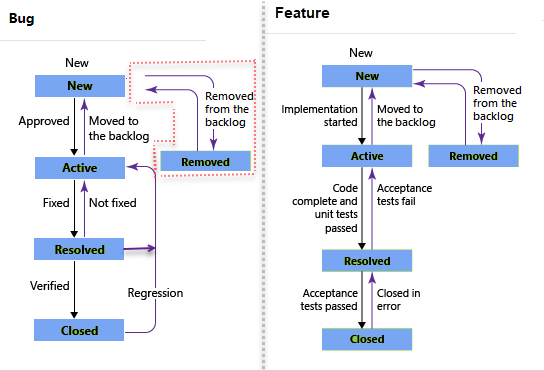 Bug
New
New
Removed
from the
backlog
Approved
Moved to
the backlog
Removed
Active
Fixed
Not fixed
Resolved
Verified
Regression
Closed
Feature
New
New
Removed
from the
backlog
Implementation
started
Moved to
the backlog
Active
Removed
Code
complete and
unit tests
passed
Acceptance
tests fail
Resolved
Acceptance
tests passed
Closed in
error
Closed